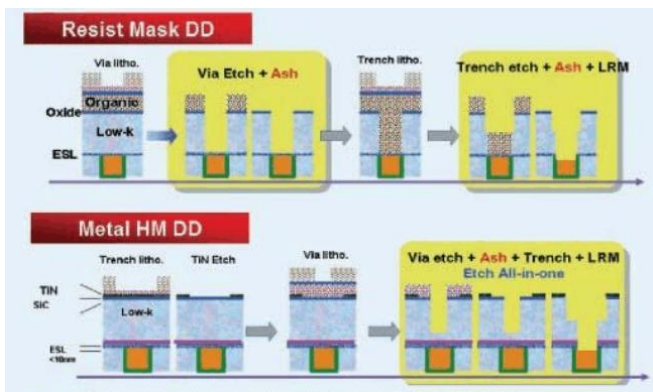 Resist Mask DD
Via litho.
Via Etch + Ash
Trench litho.
Trench etch + Ash + LRM
Organic
Oxide
Low-k
ESL
Metal HM DD
Trench litho.
TiN Etch
Via litho.
Via etch + Ash + Trench + LRM
Etch All-in-one
TiN
SiC
Low-k
ESL
<10nm